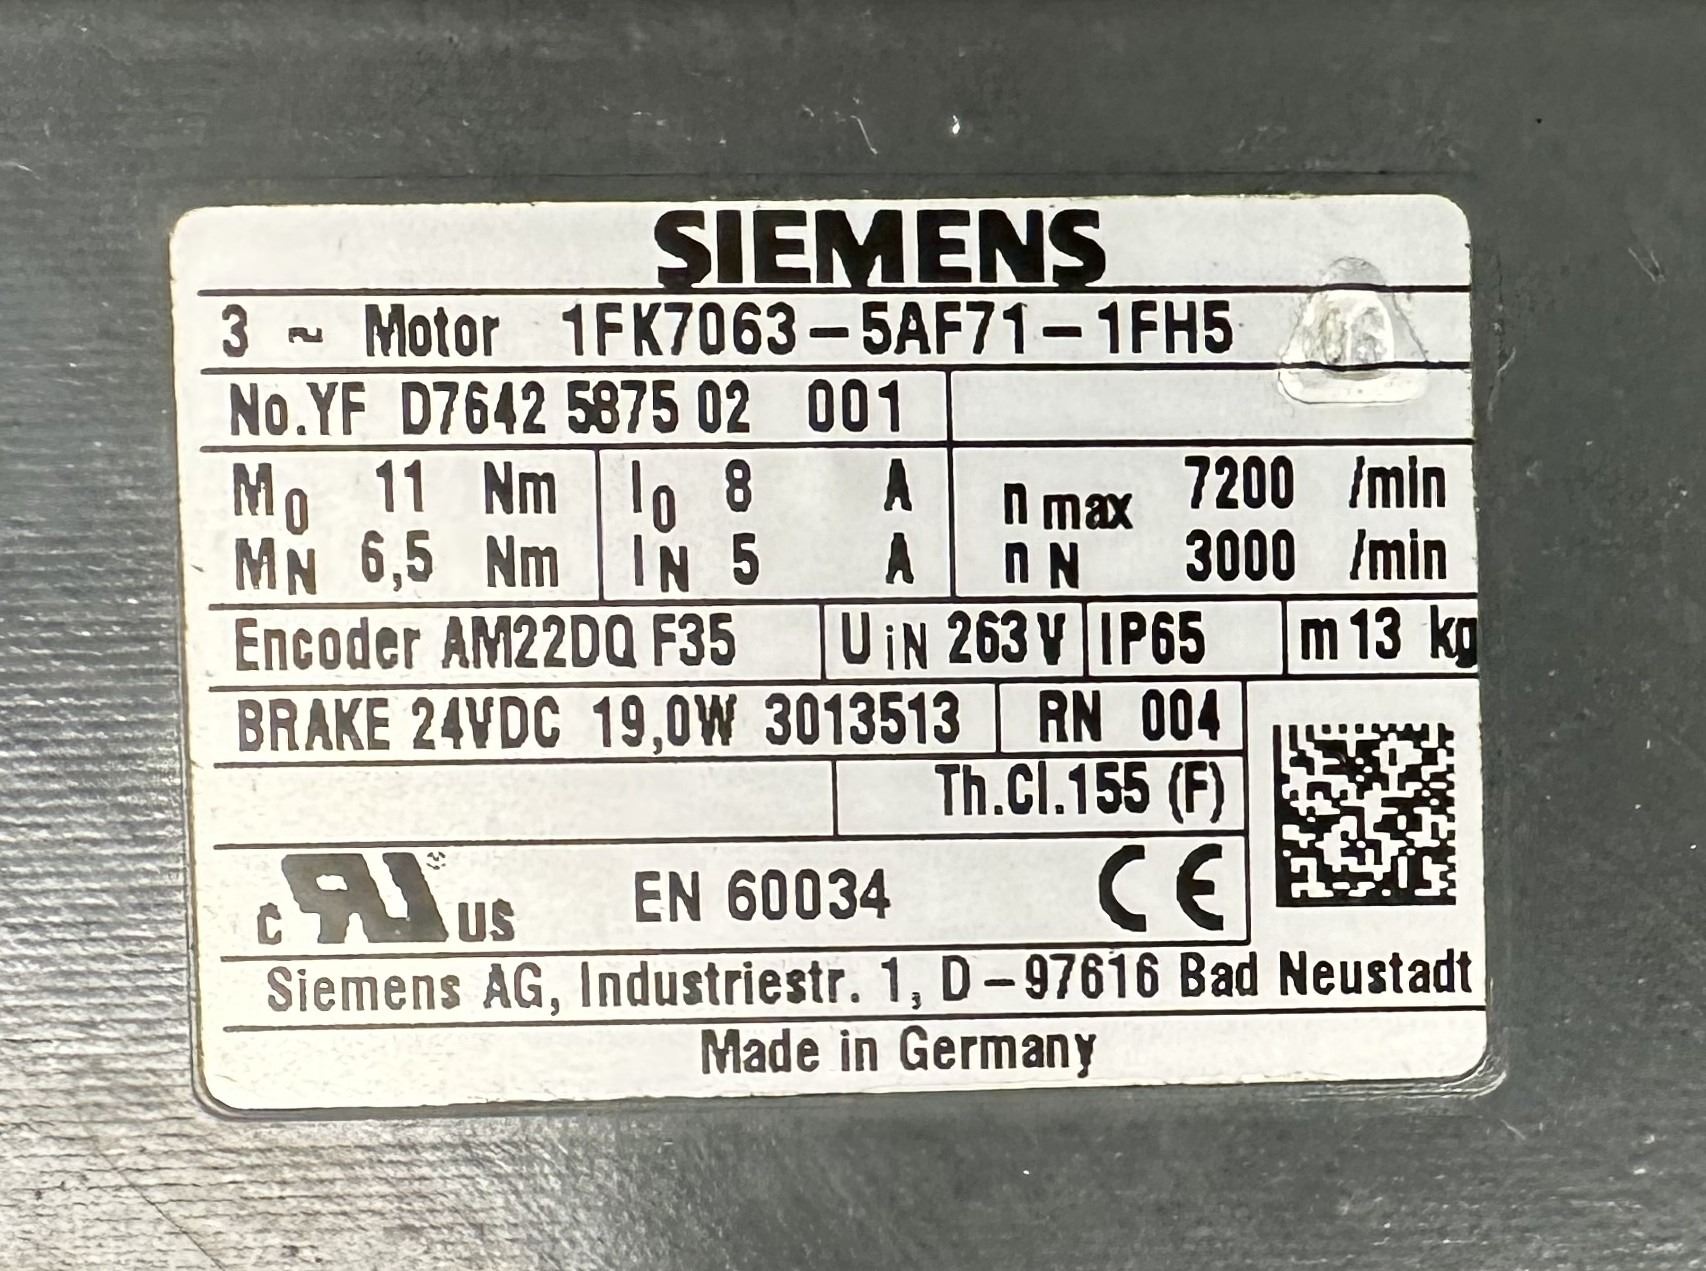 SIEMENS
3 ~ Motor 1FK7063-5AF71-1FH5
No.YF D7642 5875 02 001
M0 11 Nm I0 8 A n max 7200 /min
MN 6,5 Nm IN 5 A n N 3000 /min
Encoder AM22DQ F35 UiN 263 V IP65 m 13 kg
BRAKE 24VDC 19,0W 3013513 RN 004
Th.Cl.155 (F)
c RU us EN 60034 CE
Siemens AG, Industriestr. 1, D-97616 Bad Neustadt
Made in Germany